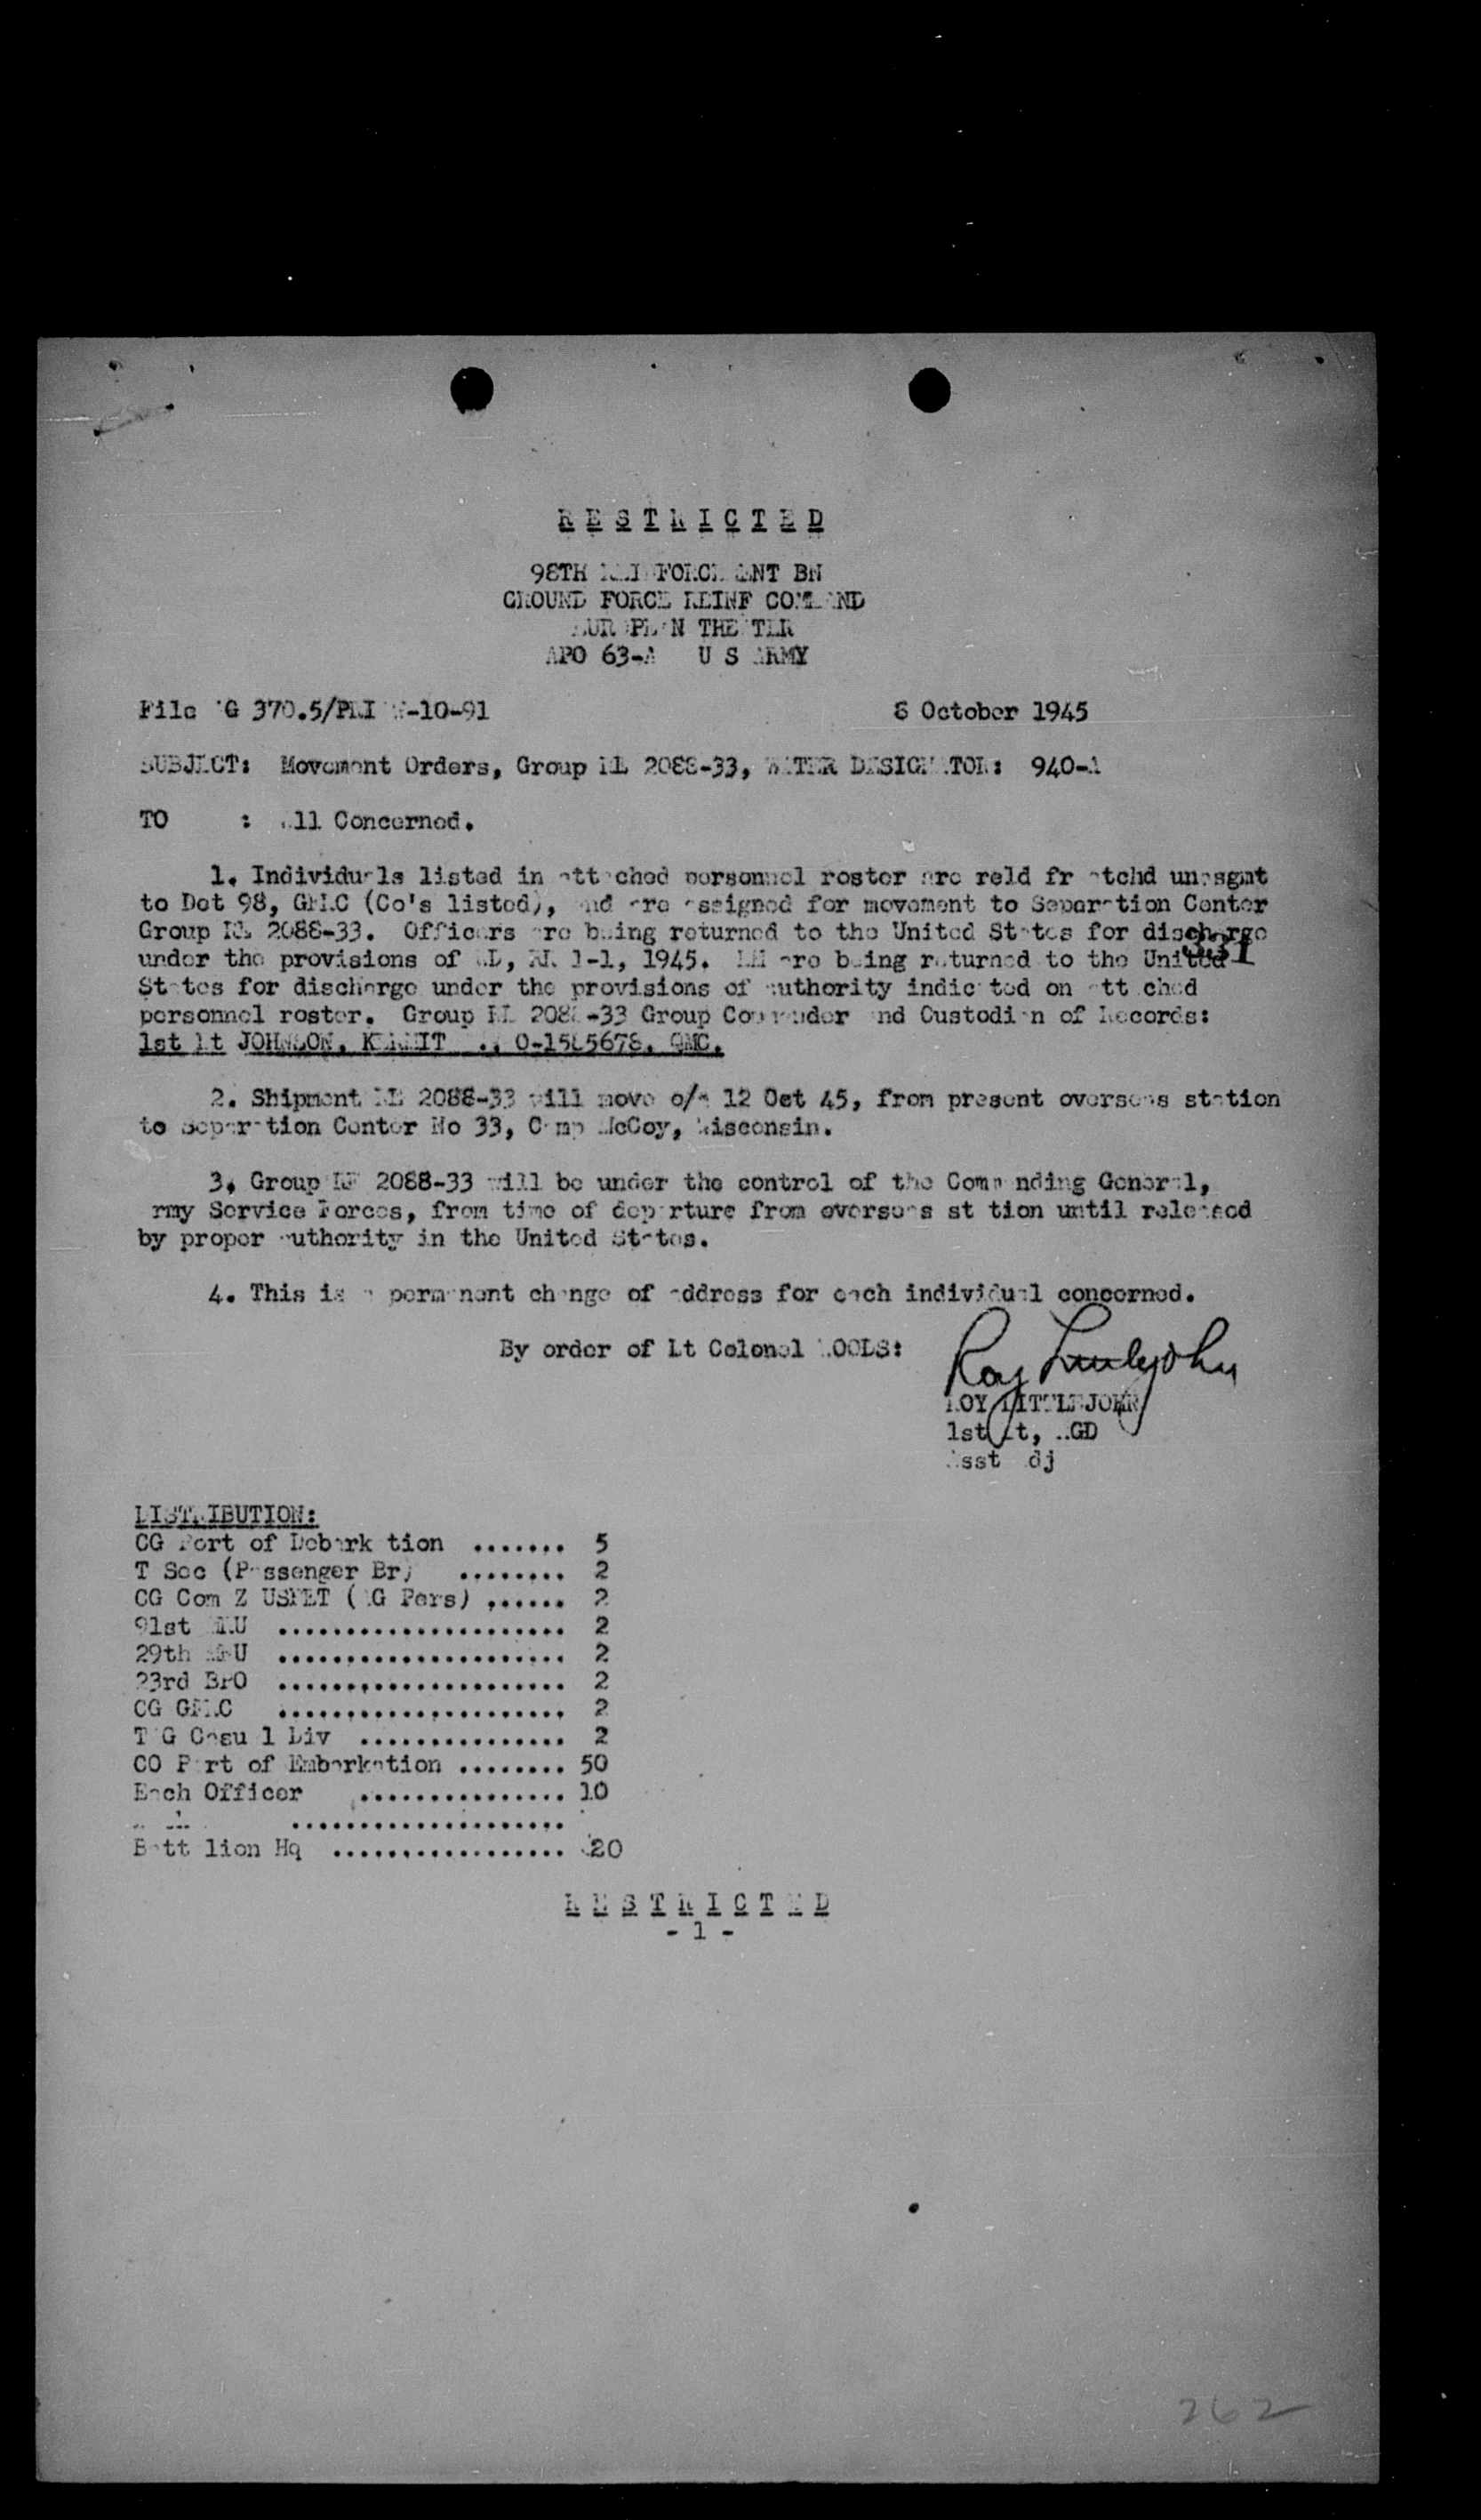 RESTRICTED
98TH BN
GROUND FORCE REINF COMMAND
EUROPEAN THEATER
APO 63-A U S ARMY
File 8 October 1945
SUBJECT: Movement Orders, Group 2088-33, WATER DESIGNATOR: 940-A
TO : All Concerned.
1. Individuals listed in attached personnel roster are reld fr atchd unasgmt
to Det 98, GFRC (Co's listed), and are assigned for movement to Separation Center
Group 2088-33. Officers are being returned to the United States for discharge
331
under the provisions of 1-1, 1945. EM are being returned to the United
States for discharge under the provisions of authority indicated on attached
personnel roster. Group 2088-33 Group Commander and Custodian of Records:
1st Lt JOHNSON, QMC.
2. Shipment 2088-33 will move o/a 12 Oct 45, from present overseas station
to Separation Center No 33, Camp McCoy, Wisconsin.
3. Group 2088-33 will be under the control of the Commanding General,
Army Service Forces, from time of departure from overseas station until released
by proper authority in the United States.
4. This is a permanent change of address for each individual concerned.
By order of Lt Colonel
Roy Littlejohn
ROY LITTLEJOHN
1st Lt, AGD
Asst Adj
DISTRIBUTION:
CG Port of Debarkation ....... 5
T Sec (Passenger Br) ........ 2
CG Com Z USFET (AG Pers) ...... 2
91st ..................... 2
29th ..................... 2
23rd BPO ..................... 2
CG GFRC ..................... 2
TAG Casual Div ............... 2
CO Port of Embarkation ........ 50
Each Officer ............... 10
....................
Battalion Hq ................. 20
RESTRICTED
- 1 -
262